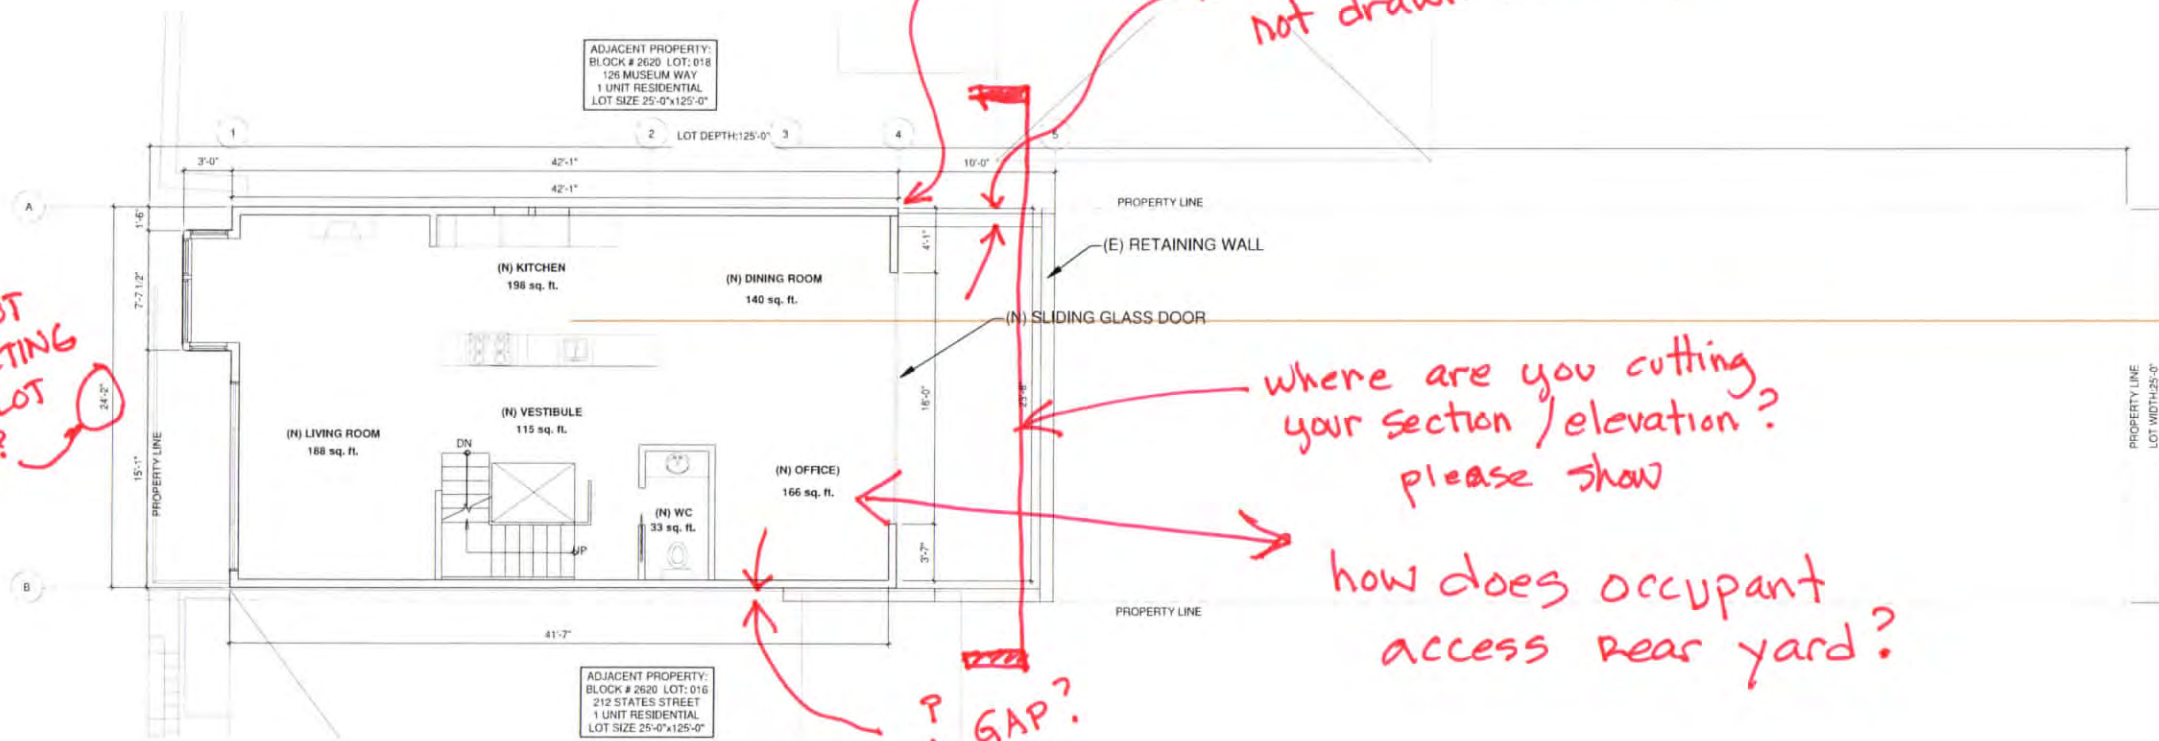 not draw
ADJACENT PROPERTY:
BLOCK # 2620 LOT: 018
126 MUSEUM WAY
1 UNIT RESIDENTIAL
LOT SIZE 25'-0"x125'-0"
1
2
LOT DEPTH:125'-0"
3
4
5
3'-0"
42'-1"
10'-0"
42'-1"
A
1'-6"
PROPERTY LINE
4'-1"
(E) RETAINING WALL
(N) KITCHEN
198 sq. ft.
(N) DINING ROOM
140 sq. ft.
7'-7 1/2"
(N) SLIDING GLASS DOOR
24'-2"
LOT
?
where are you cutting
your section / elevation?
please show
16'-0"
23'-8"
PROPERTY LINE
LOT WIDTH:25'-0"
(N) VESTIBULE
115 sq. ft.
(N) LIVING ROOM
188 sq. ft.
DN
15'-1"
PROPERTY LINE
(N) OFFICE)
166 sq. ft.
(N) WC
33 sq. ft.
UP
3'-7"
how does occupant
access rear yard?
B
PROPERTY LINE
41'-7"
ADJACENT PROPERTY:
BLOCK # 2620 LOT: 016
212 STATES STREET
1 UNIT RESIDENTIAL
LOT SIZE 25'-0"x125'-0"
? GAP?